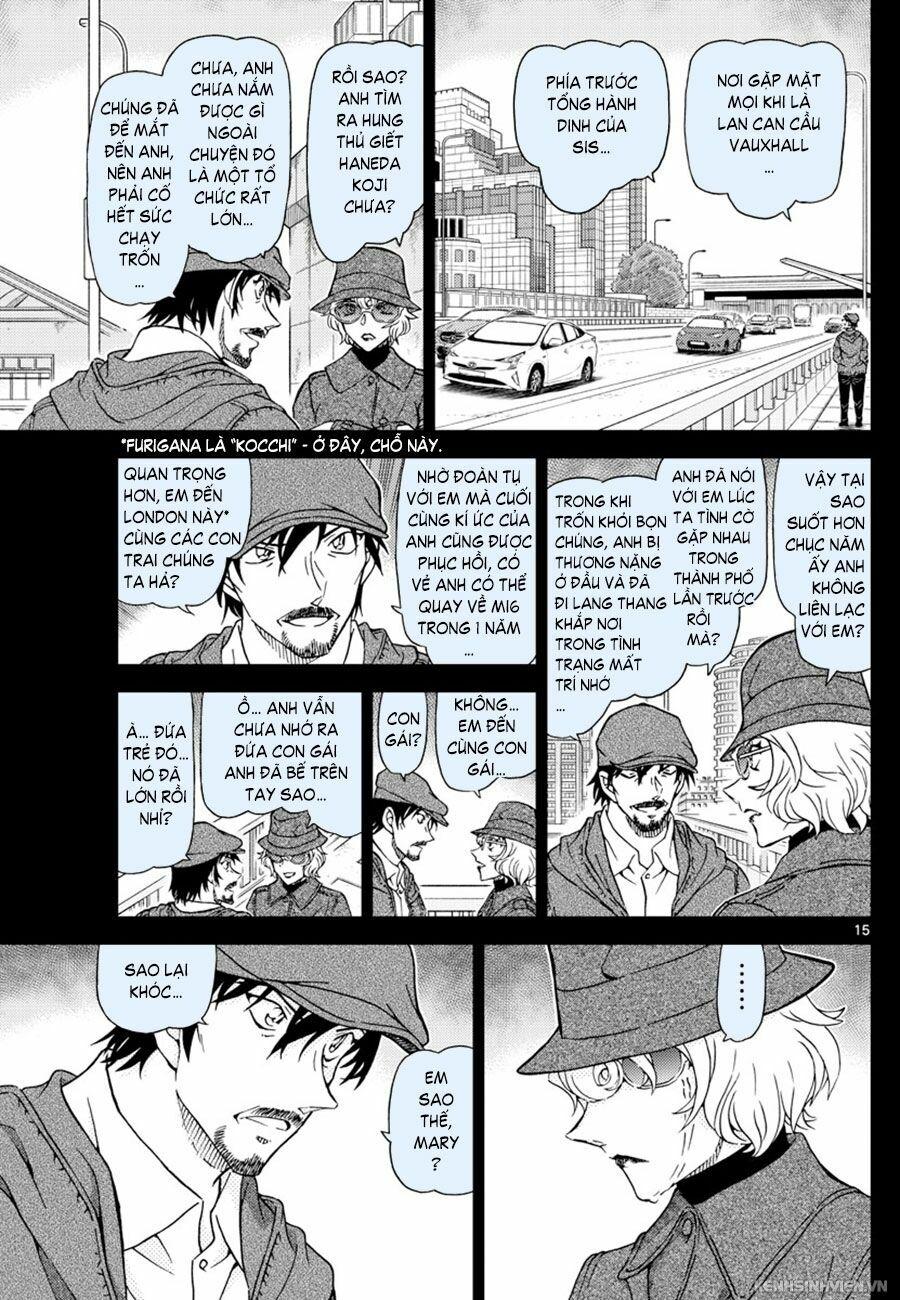 NƠI GẶP MẶT
MỌI KHI LÀ
LAN CAN CẦU
VAUXHALL
...
PHÍA TRƯỚC
TỔNG HÀNH
DINH CỦA
SIS...
RỒI SAO?
ANH TÌM
RA HUNG
THỦ GIẾT
HANEDA
KOJI
CHƯA?
CHƯA, ANH
CHƯA NẮM
ĐƯỢC GÌ
NGOÀI
CHUYỆN ĐÓ
LÀ MỘT TỔ
CHỨC RẤT
LỚN...
CHÚNG ĐÃ
ĐỂ MẮT
ĐẾN ANH,
NÊN ANH
PHẢI CỐ
HẾT SỨC
CHẠY
TRỐN
...
*FURIGANA LÀ "KOCCHI" - Ở ĐÂY, CHỖ NÀY.
VẬY TẠI
SAO
SUỐT HƠN
CHỤC NĂM
ẤY ANH
KHÔNG
LIÊN LẠC
VỚI EM?
ANH ĐÃ NÓI
VỚI EM LÚC
TA TÌNH CỜ
GẶP NHAU
TRONG
THÀNH PHỐ
LẦN TRƯỚC
RỒI
MÀ?
TRONG KHI
TRỐN KHỎI BỌN
CHÚNG, ANH BỊ
THƯƠNG NẶNG
Ở ĐẦU VÀ ĐÃ
ĐI LANG THANG
KHẮP NƠI
TRONG TÌNH
TRẠNG MẤT
TRÍ NHỚ
...
NHỜ ĐOÀN TỤ
VỚI EM MÀ CUỐI
CÙNG KÍ ỨC CỦA
ANH CŨNG ĐƯỢC
PHỤC HỒI, CÓ
VẺ ANH CÓ THỂ
QUAY VỀ MI6
TRONG 1 NĂM
...
QUAN TRỌNG
HƠN, EM ĐẾN
LONDON NÀY*
CÙNG CÁC CON
TRAI CHÚNG
TA HẢ?
KHÔNG...
EM ĐẾN
CÙNG CON
GÁI...
CON
GÁI?
Ồ... ANH VẪN
CHƯA NHỚ RA
ĐỨA CON GÁI
ANH ĐÃ BẾ TRÊN
TAY SAO...
À... ĐỨA
TRẺ ĐÓ...
NÓ ĐÃ
LỚN RỒI
NHỈ?
15
......
EM
SAO
THẾ,
MARY
?
SAO LẠI
KHÓC...
KENHSINHVIEN.VN